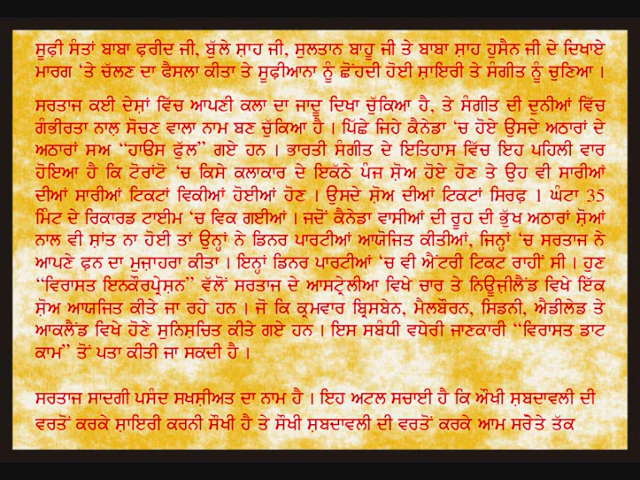 ਸੂਫ਼ੀ ਸੰਤਾਂ ਬਾਬਾ ਫਰੀਦ ਜੀ, ਬੁੱਲੇ ਸ਼ਾਹ ਜੀ, ਸੁਲਤਾਨ ਬਾਹੂ ਜੀ ਤੇ ਬਾਬਾ ਸ਼ਾਹ ਹੁਸੈਨ ਜੀ ਦੇ ਦਿਖਾਏ
ਮਾਰਗ ‘ਤੇ ਚੱਲਣ ਦਾ ਫੈਸਲਾ ਕੀਤਾ ਤੇ ਸੂਫੀਆਨਾ ਨੂੰ ਛੋਂਹਦੀ ਹੋਈ ਸ਼ਾਇਰੀ ਤੇ ਸੰਗੀਤ ਨੂੰ ਚੁਣਿਆ ।
ਸਰਤਾਜ ਕਈ ਦੇਸ਼ਾਂ ਵਿੱਚ ਆਪਣੀ ਕਲਾ ਦਾ ਜਾਦੂ ਦਿਖਾ ਚੁੱਕਿਆ ਹੈ, ਤੇ ਸੰਗੀਤ ਦੀ ਦੁਨੀਆਂ ਵਿੱਚ
ਗੰਭੀਰਤਾ ਨਾਲ਼ ਸੋਚਣ ਵਾਲਾ ਨਾਮ ਬਣ ਚੁੱਕਿਆ ਹੈ । ਪਿੱਛੇ ਜਿਹੇ ਕੈਨੇਡਾ ‘ਚ ਹੋਏ ਉਸਦੇ ਅਠਾਰਾਂ ਦੇ
ਅਠਾਰਾਂ ਸ਼ਅ “ਹਾਊਸ ਫੁੱਲ” ਗਏ ਹਨ । ਭਾਰਤੀ ਸੰਗੀਤ ਦੇ ਇਤਿਹਾਸ ਵਿੱਚ ਇਹ ਪਹਿਲੀ ਵਾਰ
ਹੋਇਆ ਹੈ ਕਿ ਟੋਰਾਂਟੋ ‘ਚ ਕਿਸੇ ਕਲਾਕਾਰ ਦੇ ਇਕੱਠੇ ਪੰਜ ਸ਼ੋਅ ਹੋਏ ਹੋਣ ਤੇ ਉਹ ਵੀ ਸਾਰੀਆਂ
ਦੀਆਂ ਸਾਰੀਆਂ ਟਿਕਟਾਂ ਵਿਕੀਆਂ ਹੋਈਆਂ ਹੋਣ । ਉਸਦੇ ਸ਼ੋਅ ਦੀਆਂ ਟਿਕਟਾਂ ਸਿਰਫ਼ 1 ਘੰਟਾ 35
ਮਿੰਟ ਦੇ ਰਿਕਾਰਡ ਟਾਈਮ ‘ਚ ਵਿਕ ਗਈਆਂ । ਜਦੋਂ ਕੈਨੇਡਾ ਵਾਸੀਆਂ ਦੀ ਰੂਹ ਦੀ ਭੁੱਖ ਅਠਾਰਾਂ ਸ਼ੋਆਂ
ਨਾਲ ਵੀ ਸ਼ਾਂਤ ਨਾ ਹੋਈ ਤਾਂ ਉਨ੍ਹਾਂ ਨੇ ਡਿਨਰ ਪਾਰਟੀਆਂ ਆਯੋਜਿਤ ਕੀਤੀਆਂ, ਜਿਨ੍ਹਾਂ ‘ਚ ਸਰਤਾਜ ਨੇ
ਆਪਣੇ ਫਨ ਦਾ ਮੁਜ਼ਾਹਰਾ ਕੀਤਾ । ਇਨ੍ਹਾਂ ਡਿਨਰ ਪਾਰਟੀਆਂ ‘ਚ ਵੀ ਐਂਟਰੀ ਟਿਕਟ ਰਾਹੀਂ ਸੀ । ਹੁਣ
“ਵਿਰਾਸਤ ਇਨਕੌਰਪ੍ਰੇਸ਼ਨ” ਵੱਲੋਂ ਸਰਤਾਜ ਦੇ ਆਸਟ੍ਰੇਲੀਆ ਵਿਖੇ ਚਾਰ ਤੇ ਨਿਊਜ਼ੀਲੈਂਡ ਵਿਖੇ ਇੱਕ
ਸ਼ੋਅ ਆਯਜਿਤ ਕੀਤੇ ਜਾ ਰਹੇ ਹਨ । ਜੋ ਕਿ ਕ੍ਰਮਵਾਰ ਬ੍ਰਿਸਬੇਨ, ਮੈਲਬੌਰਨ, ਸਿਡਨੀ, ਐਡੀਲੇਡ ਤੇ
ਆਕਲੈਂਡ ਵਿਖੇ ਹੋਣੇ ਸੁਨਿਸ਼ਚਿਤ ਕੀਤੇ ਗਏ ਹਨ । ਇਸ ਸਬੰਧੀ ਵਧੇਰੀ ਜਾਣਕਾਰੀ “ਵਿਰਾਸਤ ਡਾਟ
ਕਾਮ” ਤੋਂ ਪਤਾ ਕੀਤੀ ਜਾ ਸਕਦੀ ਹੈ ।
ਸਰਤਾਜ ਸਾਦਗੀ ਪਸੰਦ ਸਖਸ਼ੀਅਤ ਦਾ ਨਾਮ ਹੈ । ਇਹ ਅਟਲ ਸਚਾਈ ਹੈ ਕਿ ਔਖੀ ਸ਼ਬਦਾਵਲੀ ਦੀ
ਵਰਤੋਂ ਕਰਕੇ ਸ਼ਾਇਰੀ ਕਰਨੀ ਸੌਖੀ ਹੈ ਤੇ ਸੌਖੀ ਸ਼ਬਦਾਵਲੀ ਦੀ ਵਰਤੋਂ ਕਰਕੇ ਆਮ ਸਰੋਤੇ ਤੱਕ